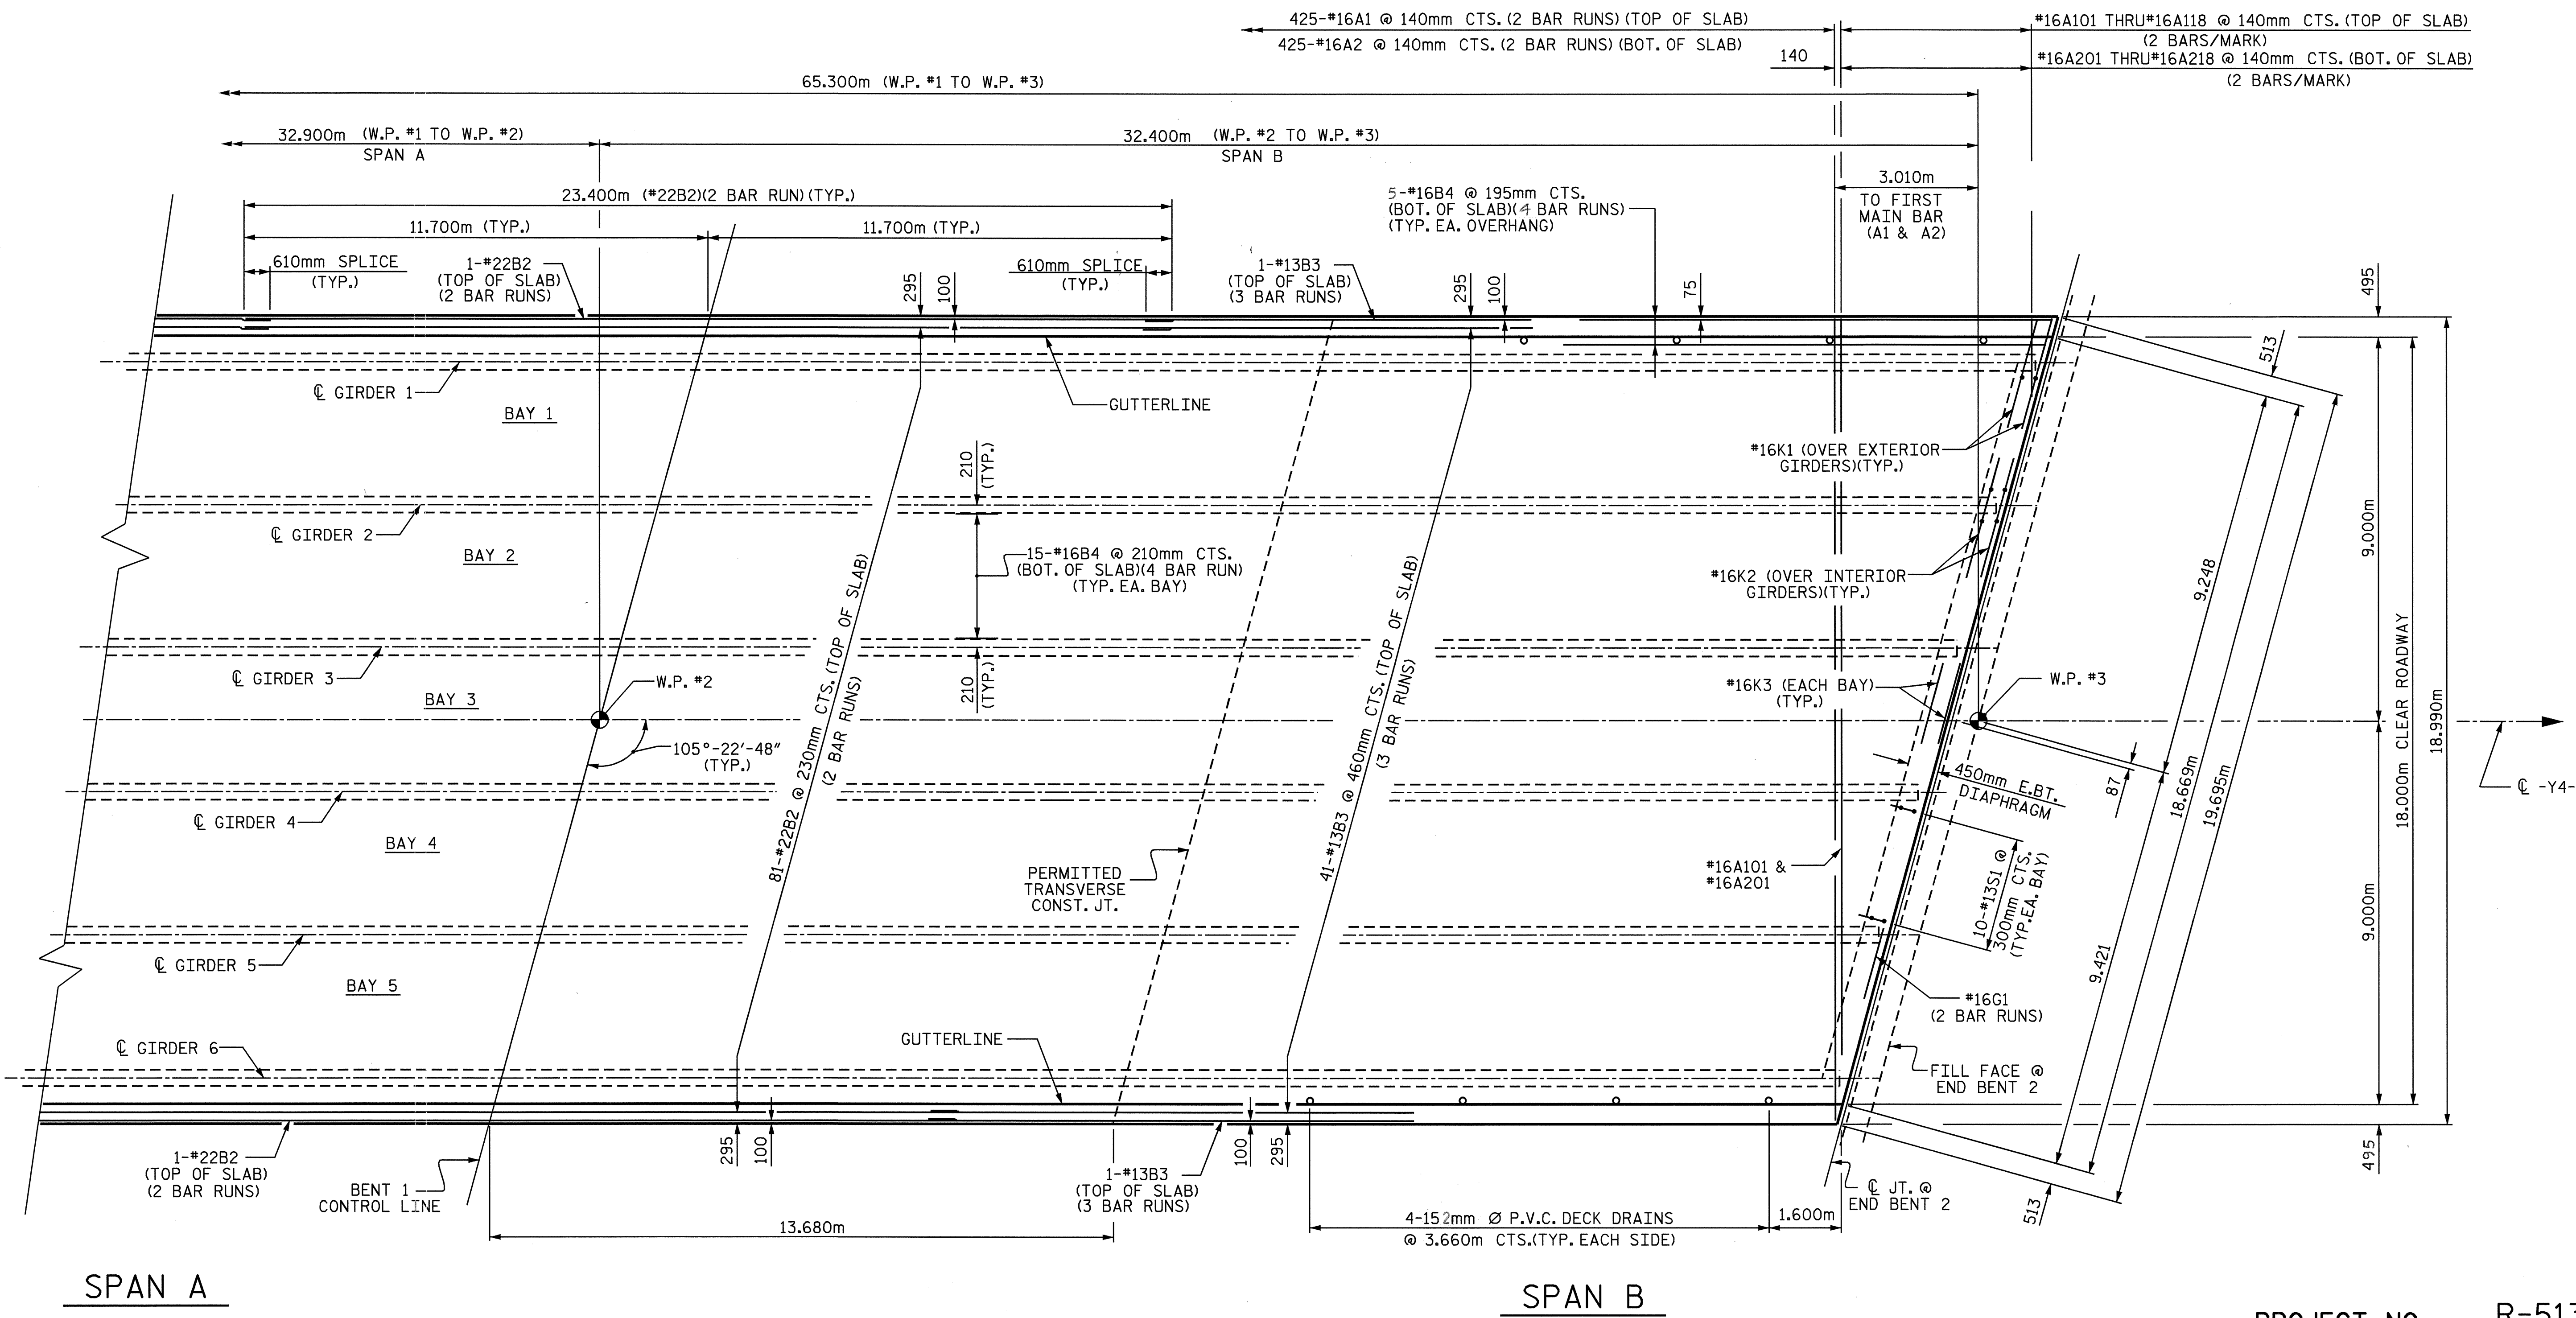 425-#16A1 @ 140mm CTS. (2 BAR RUNS) (TOP OF SLAB)
425-#16A2 @ 140mm CTS. (2 BAR RUNS) (BOT. OF SLAB)
#16A101 THRU#16A118 @ 140mm CTS. (TOP OF SLAB)
(2 BARS/MARK)
140
#16A201 THRU#16A218 @ 140mm CTS. (BOT. OF SLAB)
(2 BARS/MARK)
65.300m (W.P. #1 TO W.P. #3)
32.900m (W.P. #1 TO W.P. #2)
SPAN A
32.400m (W.P. #2 TO W.P. #3)
SPAN B
23.400m (#22B2)(2 BAR RUN)(TYP.)
11.700m (TYP.)
11.700m (TYP.)
5-#16B4 @ 195mm CTS.
(BOT. OF SLAB)(4 BAR RUNS)
(TYP. EA. OVERHANG)
3.010m
TO FIRST
MAIN BAR
(A1 & A2)
610mm SPLICE
(TYP.)
1-#22B2
(TOP OF SLAB)
(2 BAR RUNS)
295
100
610mm SPLICE
(TYP.)
1-#13B3
(TOP OF SLAB)
(3 BAR RUNS)
295
100
75
495
513
℄ GIRDER 1
BAY 1
GUTTERLINE
#16K1 (OVER EXTERIOR
GIRDERS)(TYP.)
210
(TYP.)
℄ GIRDER 2
BAY 2
15-#16B4 @ 210mm CTS.
(BOT. OF SLAB)(4 BAR RUN)
(TYP. EA. BAY)
#16K2 (OVER INTERIOR
GIRDERS)(TYP.)
9.248
9.000m
℄ GIRDER 3
BAY 3
W.P. #2
210
(TYP.)
#16K3 (EACH BAY)
(TYP.)
W.P. #3
105°-22'-48"
(TYP.)
81-#22B2 @ 230mm CTS. (TOP OF SLAB)
(2 BAR RUNS)
41-#13B3 @ 460mm CTS. (TOP OF SLAB)
(3 BAR RUNS)
450mm E.BT.
DIAPHRAGM
87
18.669m
19.695m
18.000m CLEAR ROADWAY
18.990m
℄ -Y4-
℄ GIRDER 4
BAY 4
PERMITTED
TRANSVERSE
CONST. JT.
#16A101 &
#16A201
10-#13S1 @
300mm CTS.
(TYP. EA. BAY)
9.421
9.000m
℄ GIRDER 5
BAY 5
#16G1
(2 BAR RUNS)
℄ GIRDER 6
GUTTERLINE
FILL FACE @
END BENT 2
1-#22B2
(TOP OF SLAB)
(2 BAR RUNS)
BENT 1
CONTROL LINE
295
100
1-#13B3
(TOP OF SLAB)
(3 BAR RUNS)
100
295
495
513
℄ JT. @
END BENT 2
13.680m
4-152mm Ø P.V.C. DECK DRAINS
@ 3.660m CTS.(TYP. EACH SIDE)
1.600m
SPAN A
SPAN B
PROJECT NO.
R-513